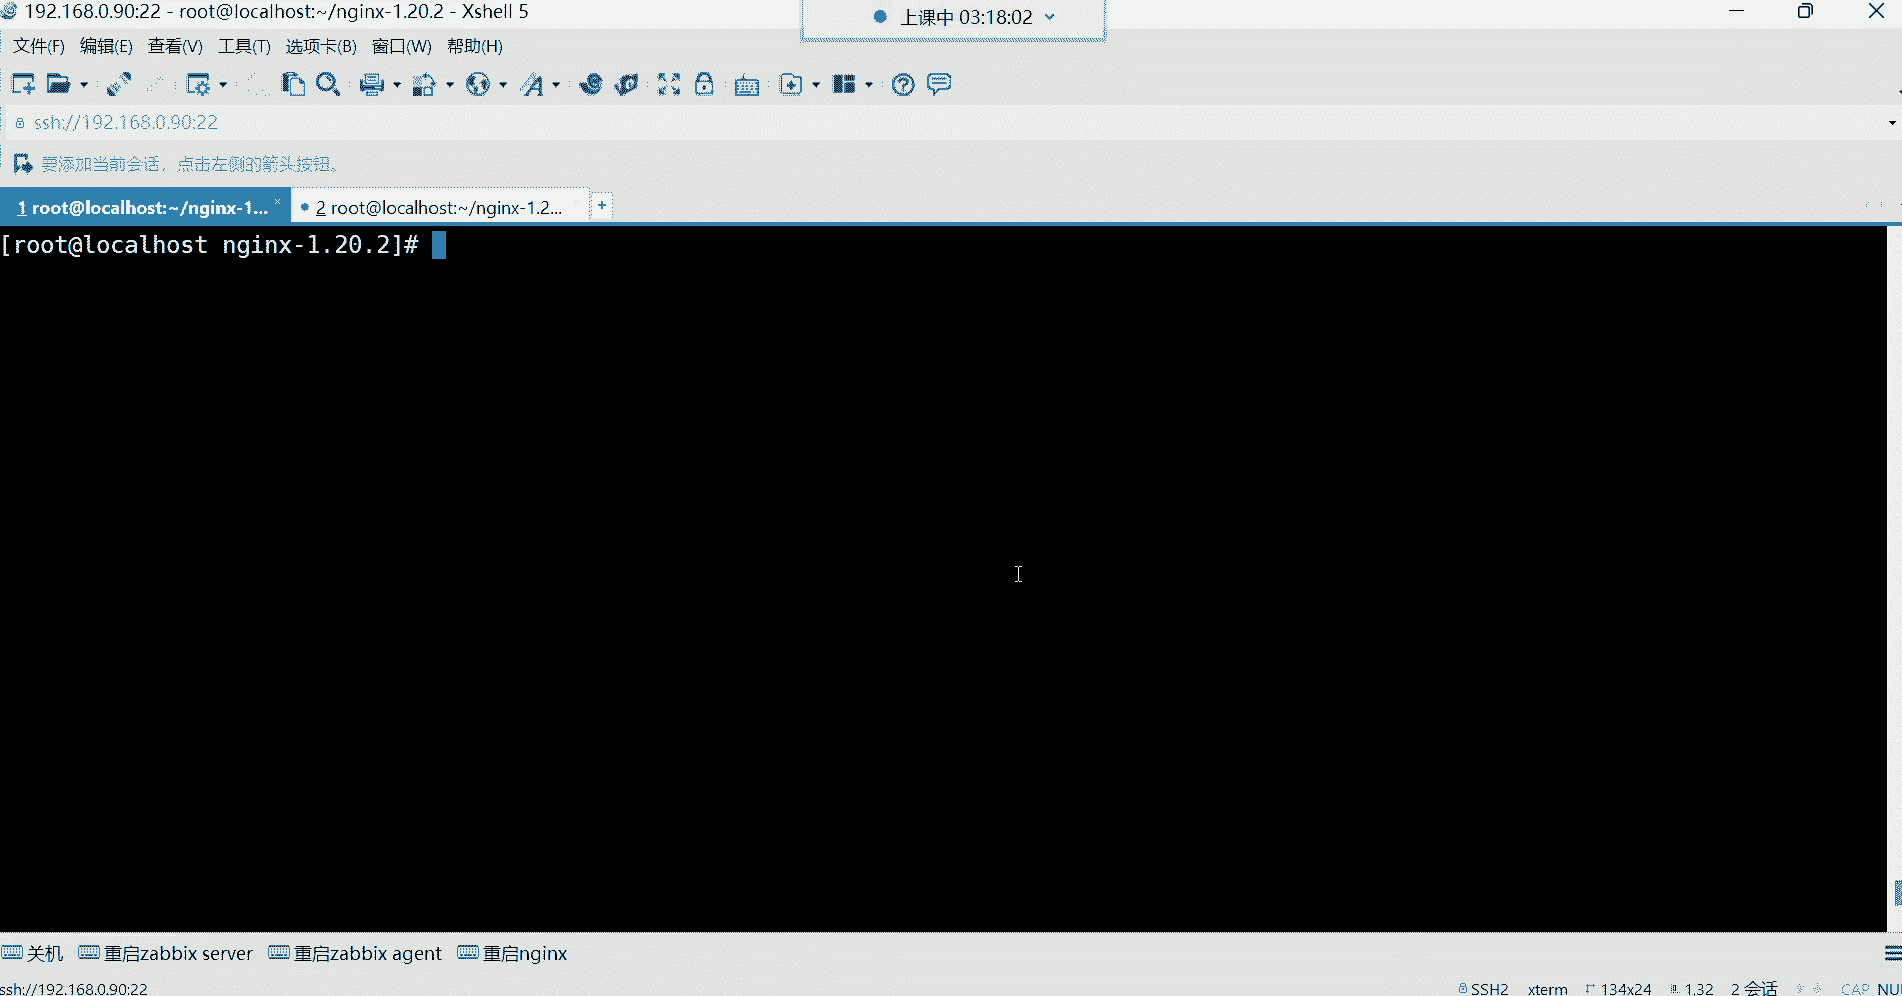 192.168.0.90:22 - root@localhost:~/nginx-1.20.2 - Xshell 5
上课中 03:18:02
文件(F) 编辑(E) 查看(V) 工具(T) 选项卡(B) 窗口(W) 帮助(H)
ssh://192.168.0.90:22
要添加当前会话，点击左侧的箭头按钮。
1 root@localhost:~/nginx-1...
2 root@localhost:~/nginx-1.2...
[root@localhost nginx-1.20.2]#
关机 重启zabbix server 重启zabbix agent 重启nginx
ssh://192.168.0.90:22
SSH2 xterm 134x24 1,32 2 会话 CAP NU